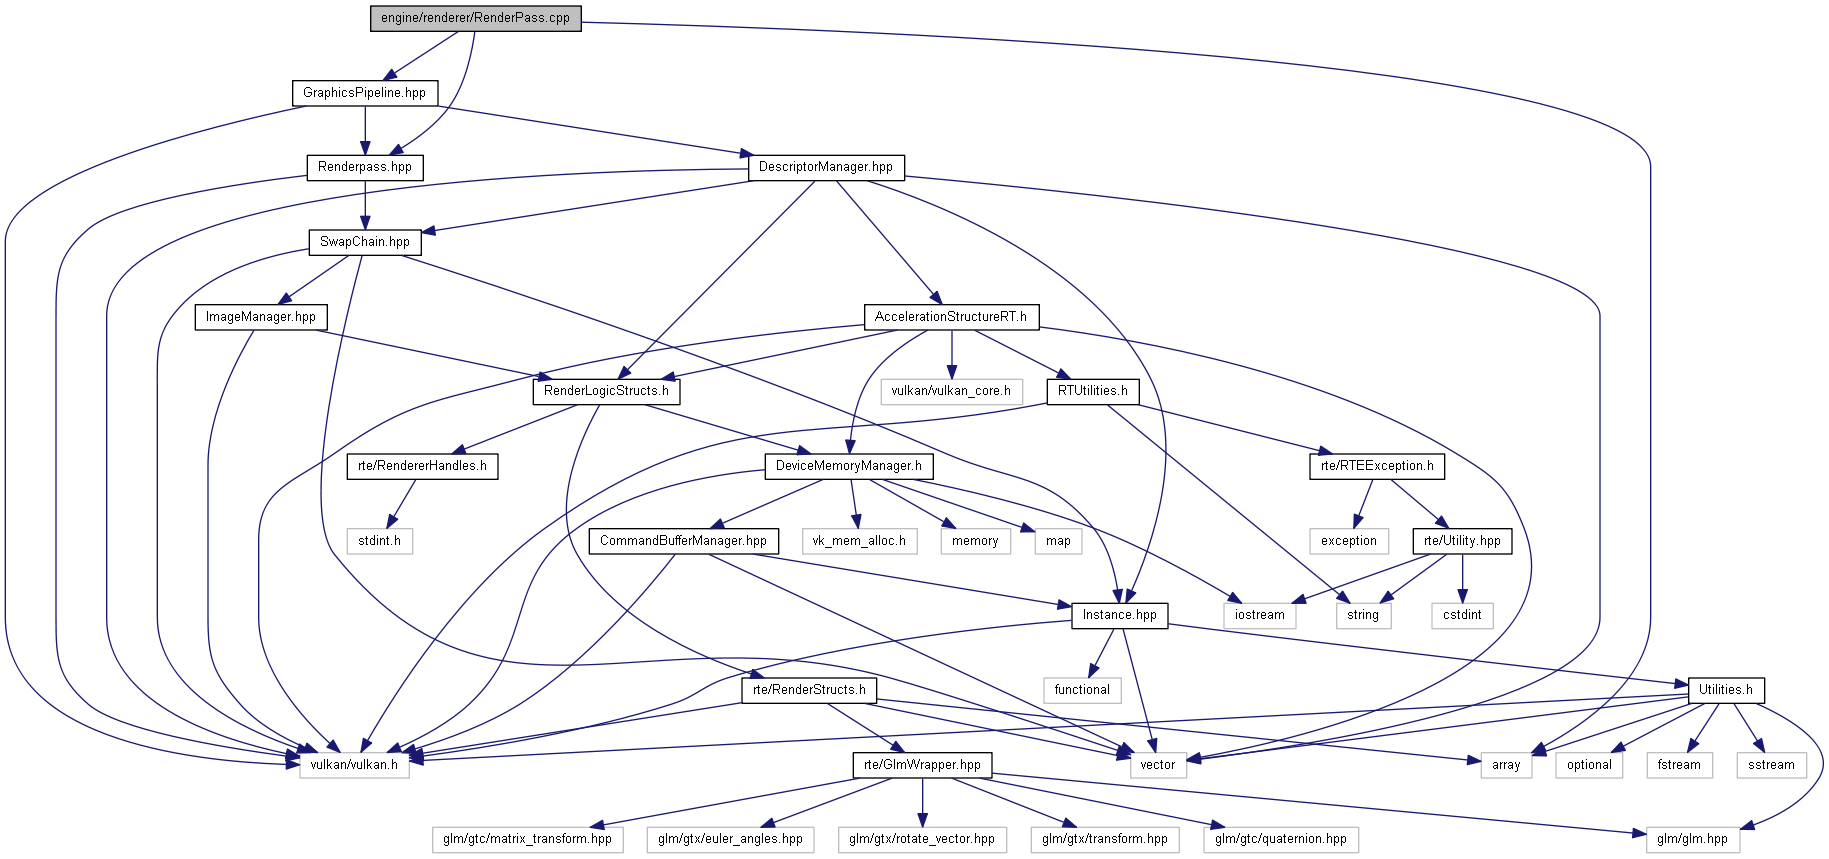 engine/renderer/RenderPass.cpp
GraphicsPipeline.hpp
Renderpass.hpp
DescriptorManager.hpp
SwapChain.hpp
ImageManager.hpp
AccelerationStructureRT.h
RenderLogicStructs.h
vulkan/vulkan_core.h
RTUtilities.h
rte/RendererHandles.h
DeviceMemoryManager.h
rte/RTEException.h
stdint.h
CommandBufferManager.hpp
vk_mem_alloc.h
memory
map
exception
rte/Utility.hpp
Instance.hpp
iostream
string
cstdint
rte/RenderStructs.h
functional
Utilities.h
vulkan/vulkan.h
rte/GlmWrapper.hpp
vector
array
optional
fstream
sstream
glm/gtc/matrix_transform.hpp
glm/gtx/euler_angles.hpp
glm/gtx/rotate_vector.hpp
glm/gtx/transform.hpp
glm/gtc/quaternion.hpp
glm/glm.hpp